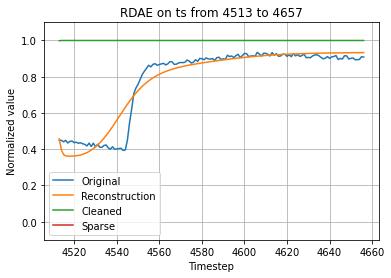 RDAE on ts from 4513 to 4657
Normalized value
1.0
0.8
0.6
0.4
0.2
0.0
Original
Reconstruction
Cleaned
Sparse
4520 4540 4560 4580 4600 4620 4640 4660
Timestep